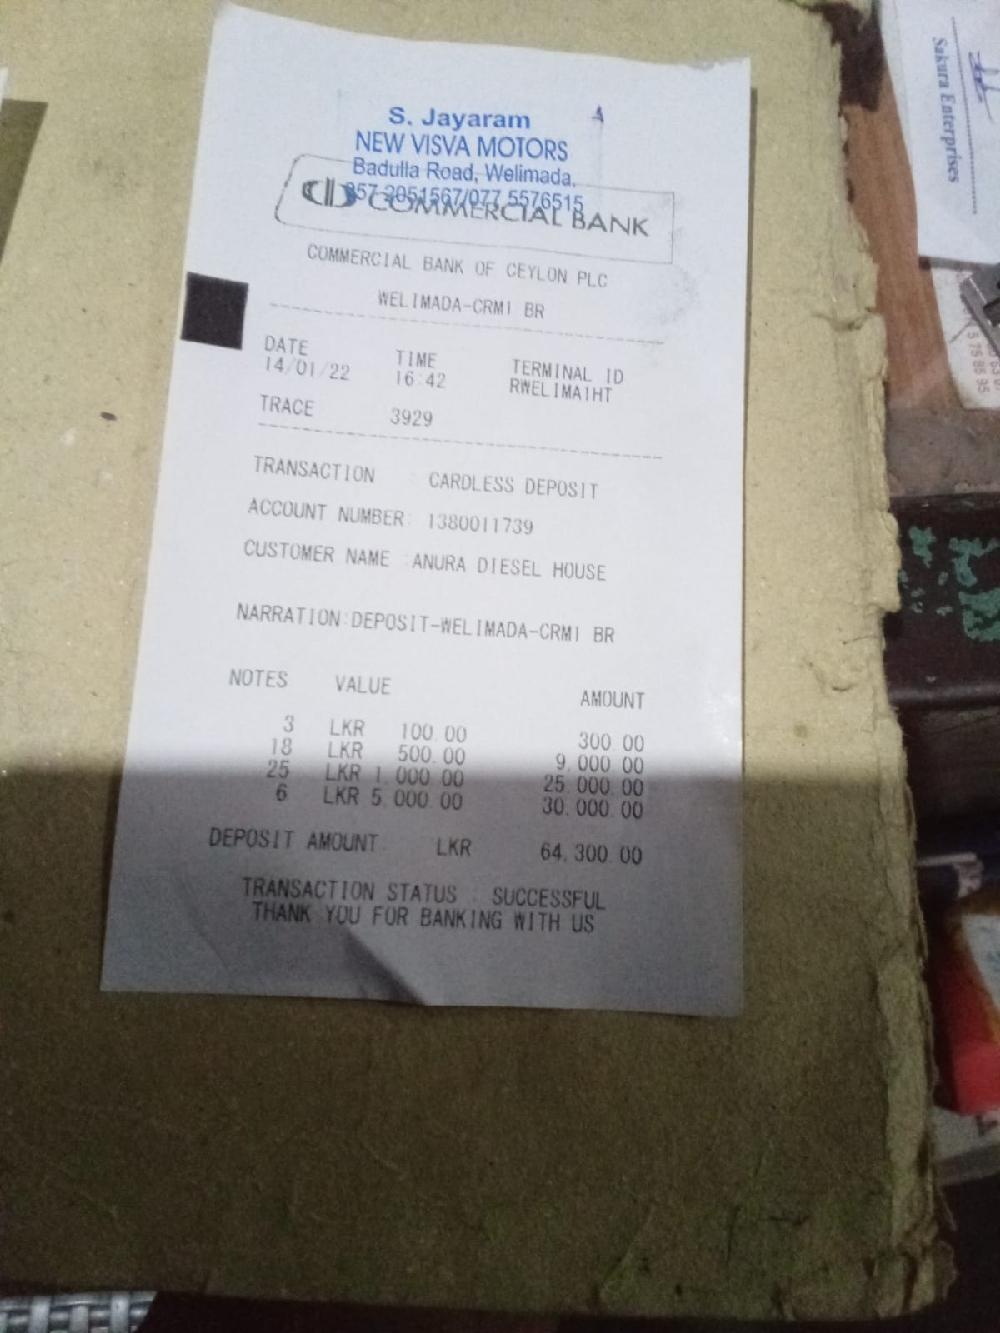 S. Jayaram
NEW VISVA MOTORS
Badulla Road, Welimada.
057 2051567/077 5576515
COMMERCIAL BANK
COMMERCIAL BANK OF CEYLON PLC
WELIMADA-CRM1 BR
DATE TIME TERMINAL ID
14/01/22 16:42 RWELIMA1HT
TRACE 3929
TRANSACTION : CARDLESS DEPOSIT
ACCOUNT NUMBER: 1380011739
CUSTOMER NAME :ANURA DIESEL HOUSE
NARRATION:DEPOSIT-WELIMADA-CRM1 BR
NOTES VALUE AMOUNT
3 LKR 100.00 300.00
18 LKR 500.00 9,000.00
25 LKR 1,000.00 25,000.00
6 LKR 5,000.00 30,000.00
DEPOSIT AMOUNT: LKR 64,300.00
TRANSACTION STATUS : SUCCESSFUL
THANK YOU FOR BANKING WITH US
Sakura Enterprises